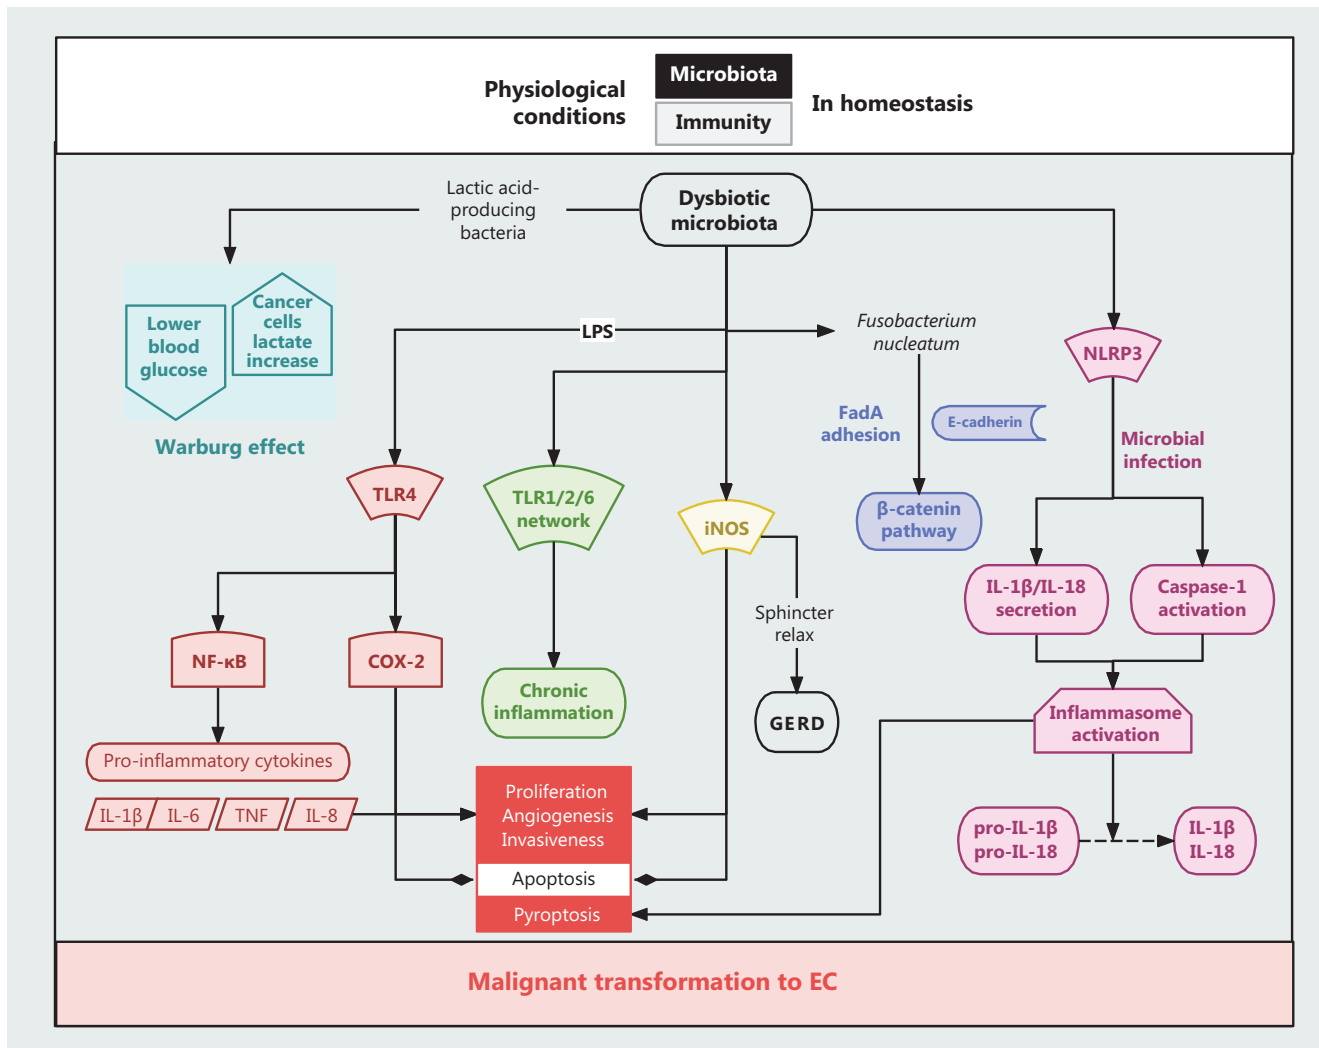 Physiological
conditions
Microbiota
Immunity
In homeostasis
Lactic acid-
producing
bacteria
Dysbiotic
microbiota
Lower
blood
glucose
Cancer
cells
lactate
increase
Warburg effect
LPS
Fusobacterium
nucleatum
NLRP3
FadA
adhesion
E-cadherin
Microbial
infection
TLR4
TLR1/2/6
network
iNOS
β-catenin
pathway
IL-1β/IL-18
secretion
Caspase-1
activation
Sphincter
relax
NF-κB
COX-2
Chronic
inflammation
GERD
Inflammasome
activation
Pro-inflammatory cytokines
IL-1β
IL-6
TNF
IL-8
Proliferation
Angiogenesis
Invasiveness
Apoptosis
Pyroptosis
pro-IL-1β
pro-IL-18
IL-1β
IL-18
Malignant transformation to EC